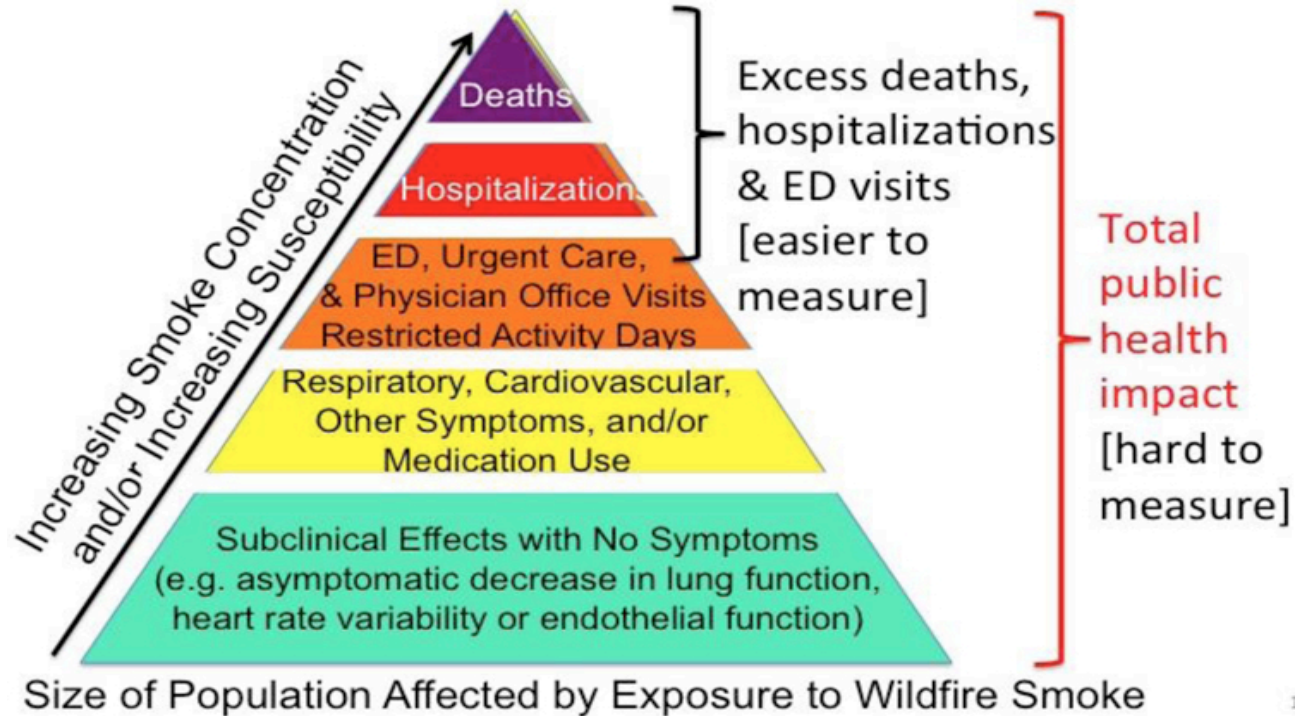 Increasing Smoke Concentration
and/or Increasing Susceptibility
Deaths
Hospitalizations
ED, Urgent Care,
& Physician Office Visits
Restricted Activity Days
Respiratory, Cardiovascular,
Other Symptoms, and/or
Medication Use
Subclinical Effects with No Symptoms
(e.g. asymptomatic decrease in lung function,
heart rate variability or endothelial function)
Excess deaths,
hospitalizations
& ED visits
[easier to
measure]
Total
public
health
impact
[hard to
measure]
Size of Population Affected by Exposure to Wildfire Smoke
1